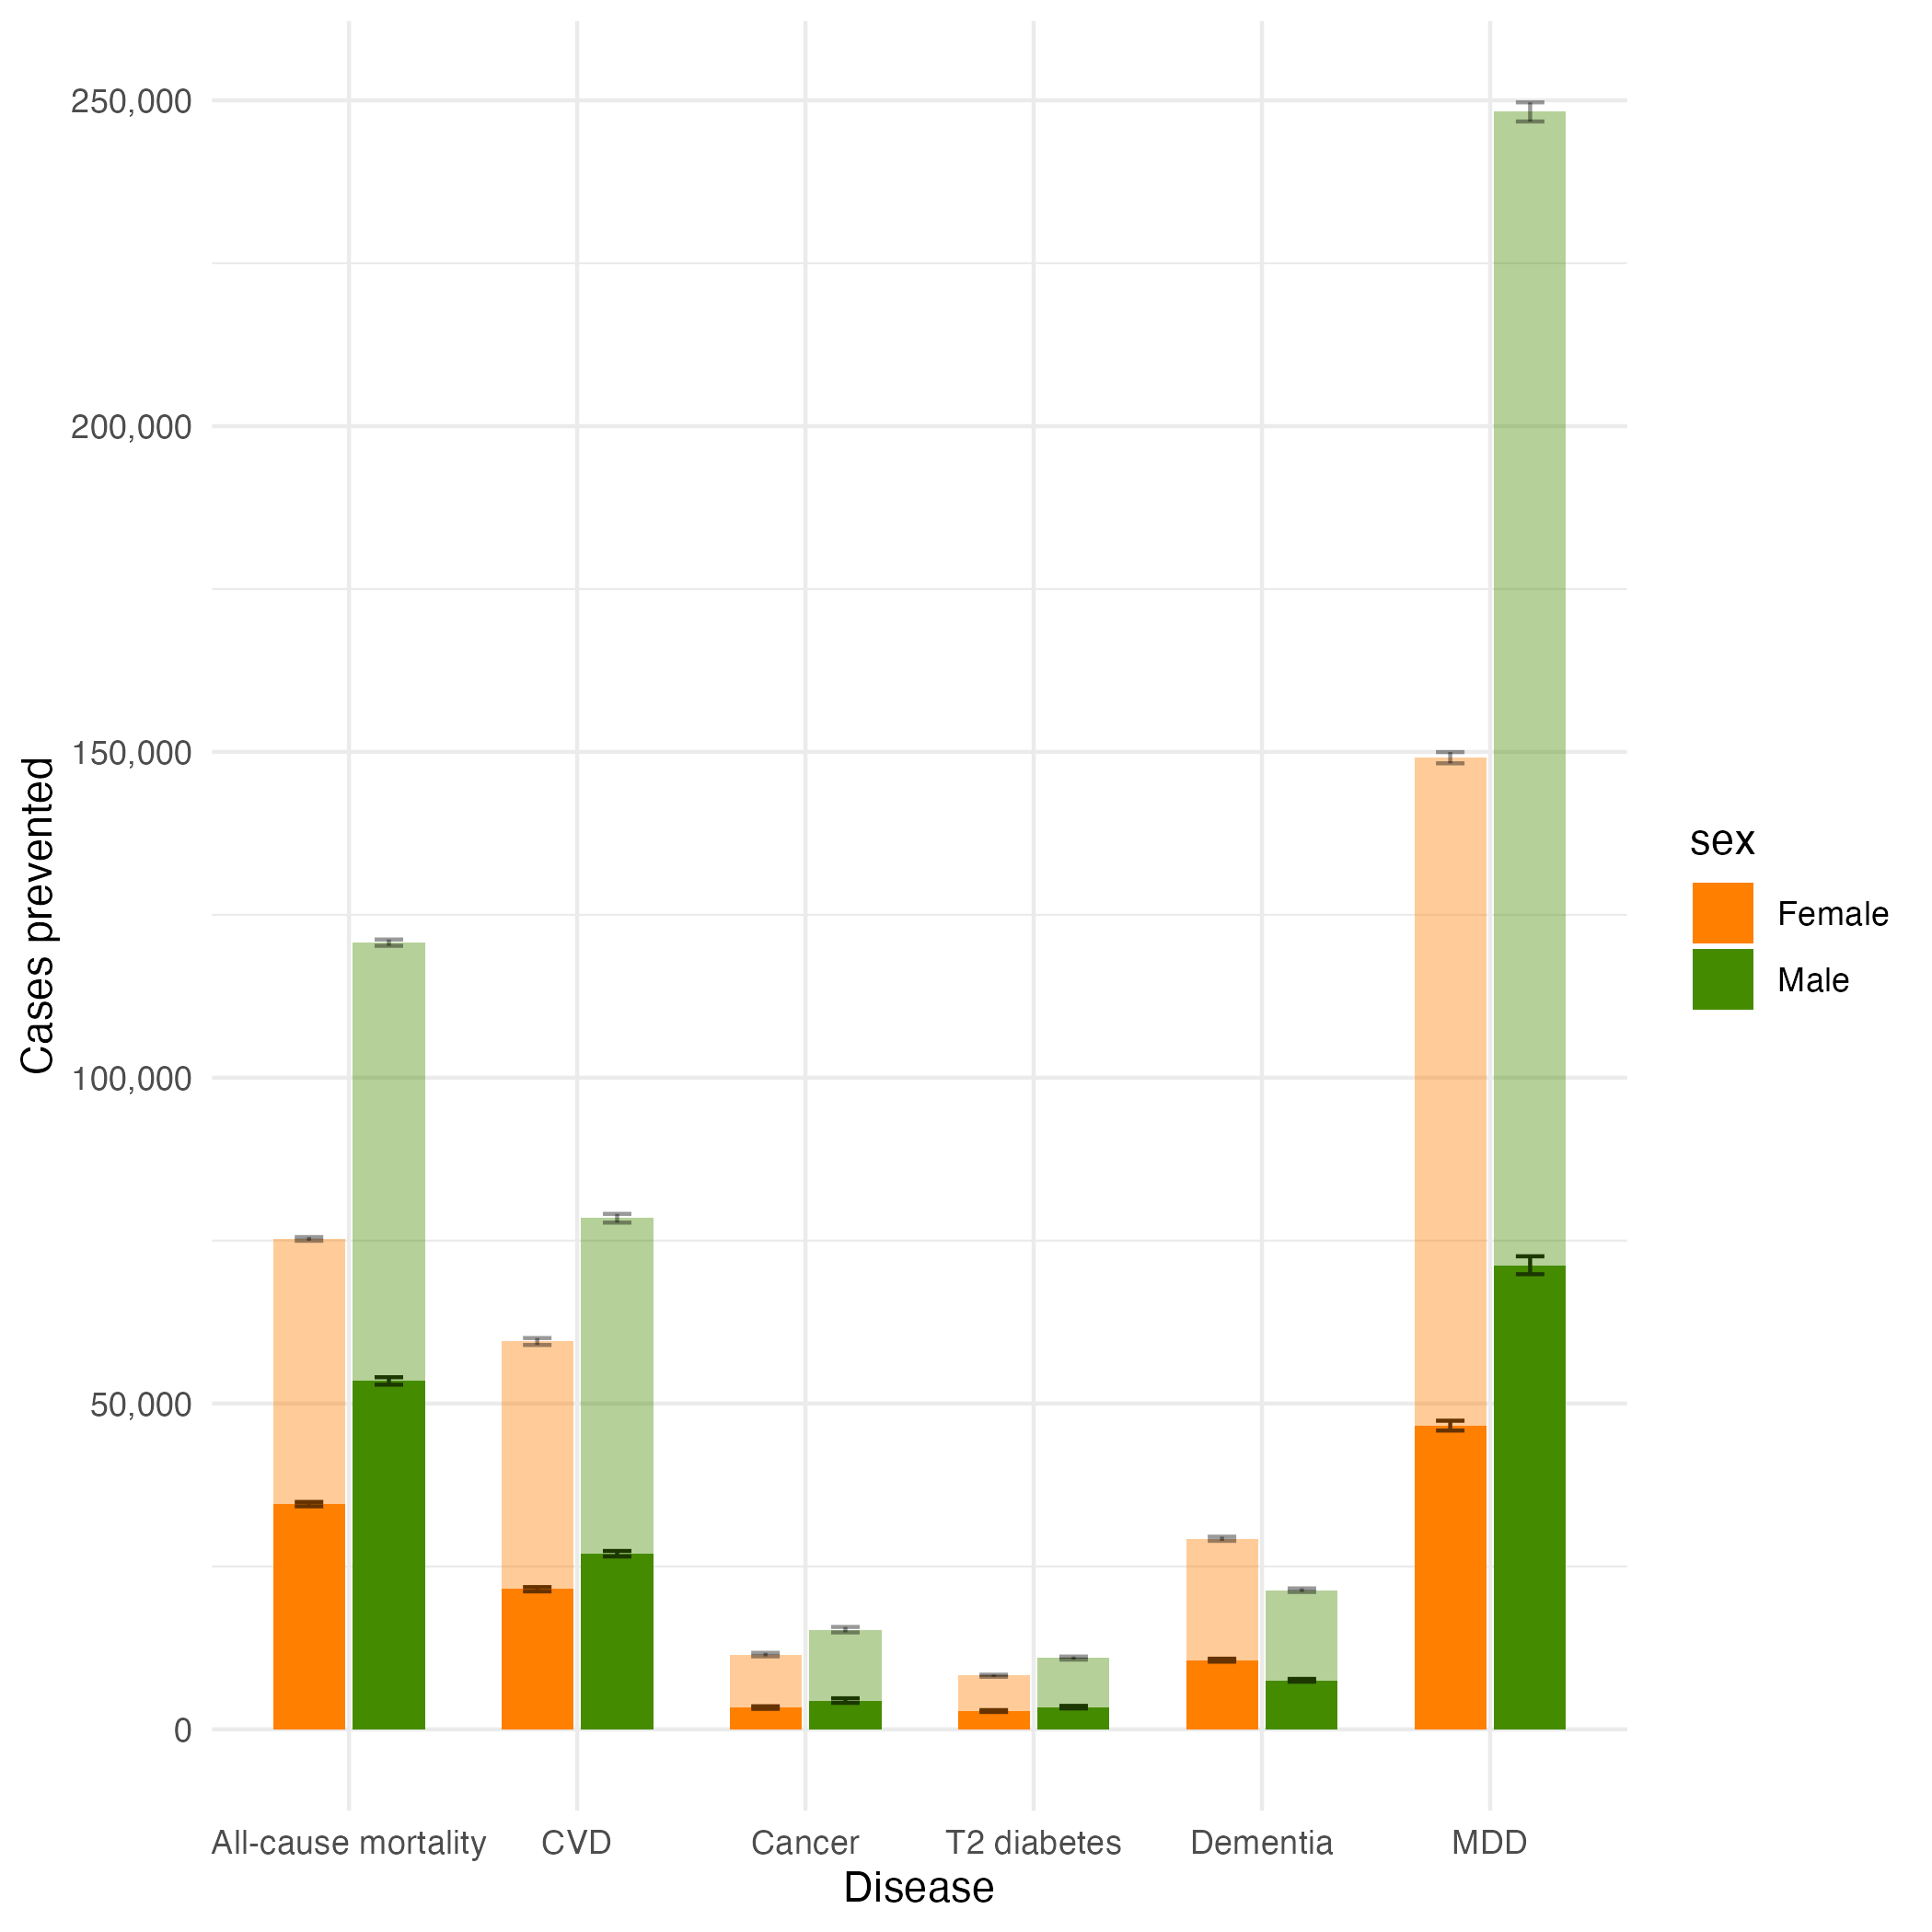 250,000
200,000
150,000
100,000
50,000
0
Cases prevented
All-cause mortality CVD Cancer T2 diabetes Dementia MDD
Disease
sex
Female
Male